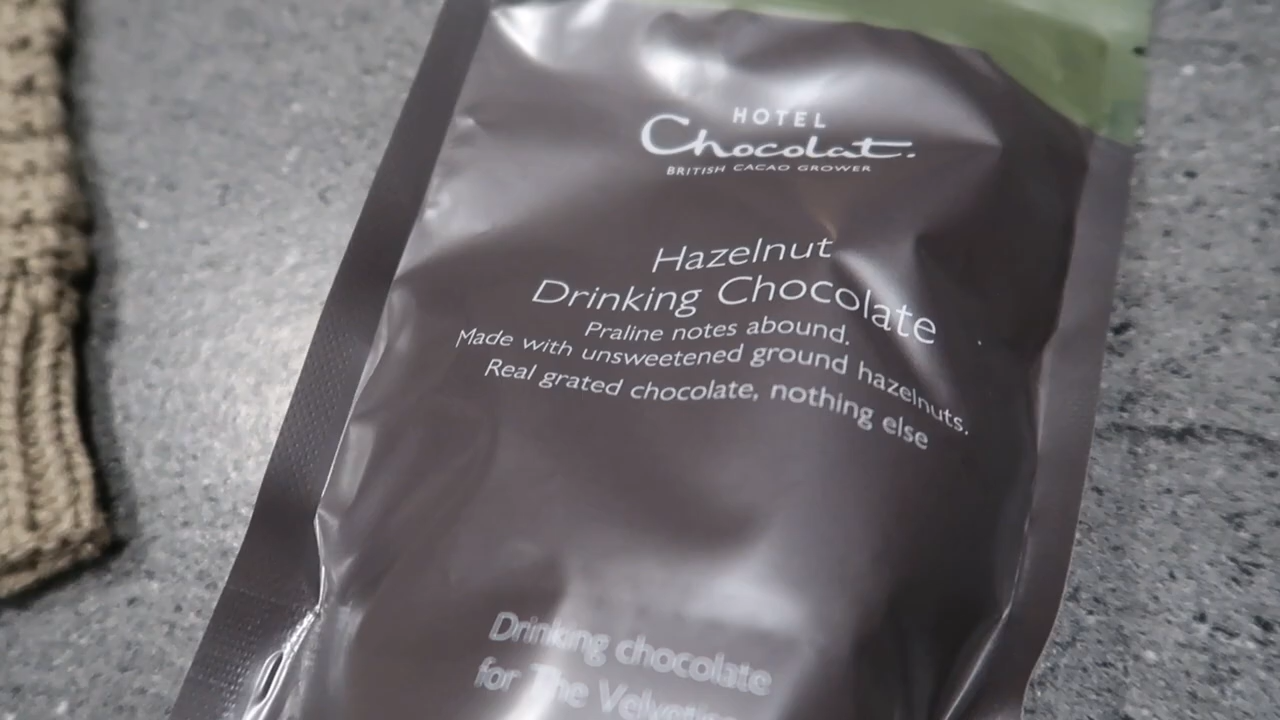 HOTEL
Chocolat.
BRITISH CACAO GROWER
Hazelnut
Drinking Chocolate
Praline notes abound.
Made with unsweetened ground hazelnuts.
Real grated chocolate, nothing else
Drinking chocolate
for The